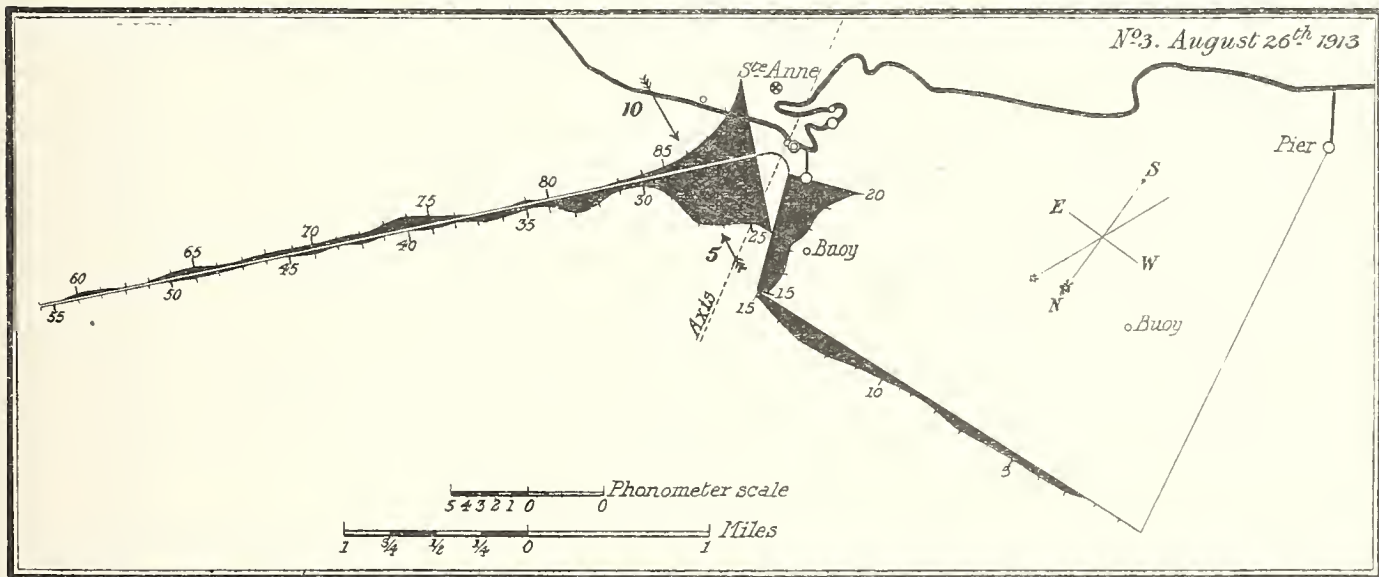 Nº3. August 26th 1913
Ste Anne
10
85
80
75
70
65
60
55
50
45
40
35
30
25
20
15
15
10
5
5
Buoy
Axis
Pier
S
E
W
N
Buoy
5 4 3 2 1 0 0 Phonometer scale
1 ¾ ½ ¼ 0 1 Miles